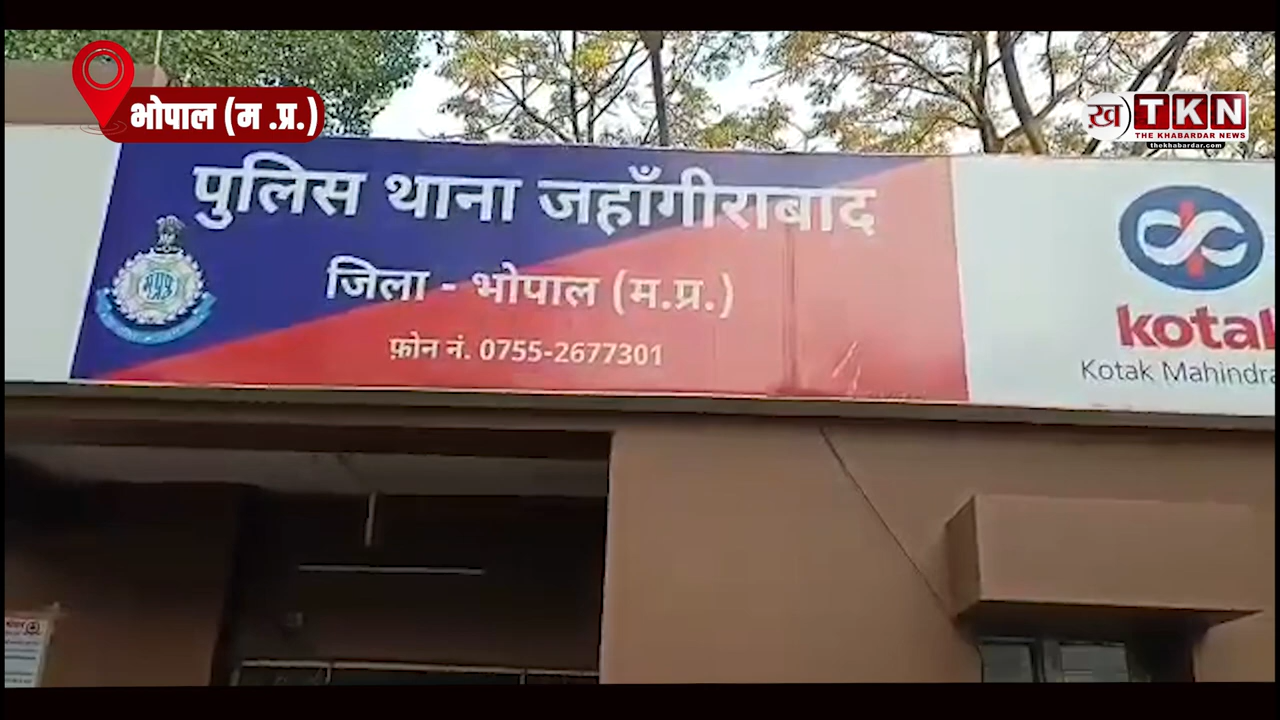 भोपाल (म .प्र.)
ख़ TKN
THE KHABARDAR NEWS
thekhabardar.com
पुलिस थाना जहाँगीराबाद
जिला - भोपाल (म.प्र.)
फ़ोन नं. 0755-2677301
kotak
Kotak Mahindra